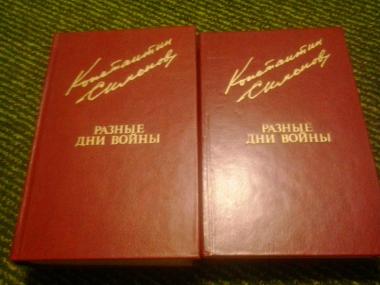 Константин
Симонов
РАЗНЫЕ
ДНИ ВОЙНЫ
Константин
Симонов
РАЗНЫЕ
ДНИ ВОЙНЫ